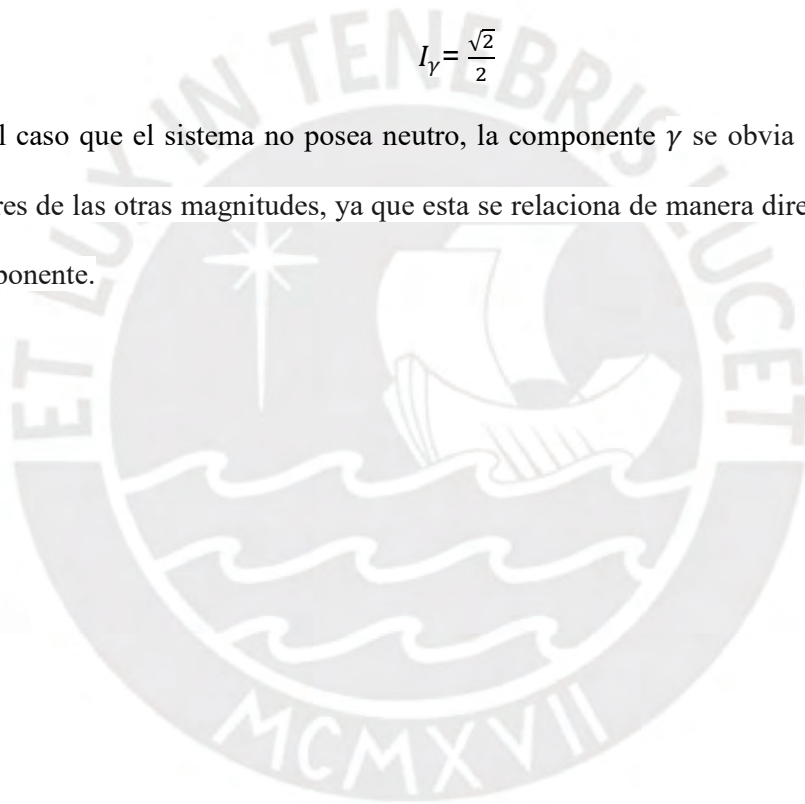 I_γ = √2/2
l caso que el sistema no posea neutro, la componente γ se obvia
res de las otras magnitudes, ya que esta se relaciona de manera dire
ponente.
ET LUX IN TENEBRIS LUCET
MCMXVII